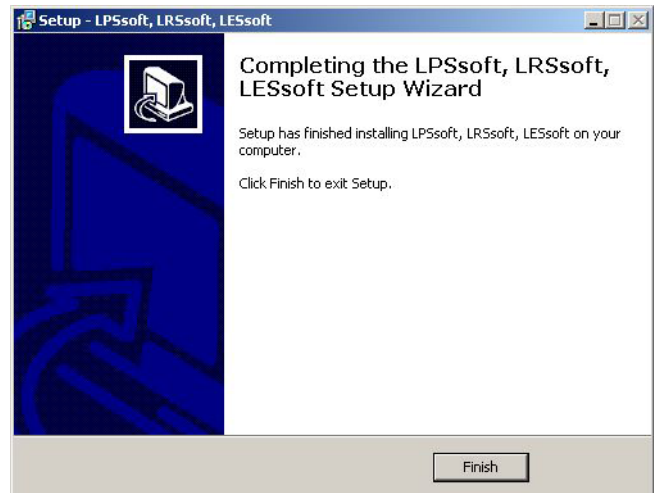 Setup - LPSsoft, LRSsoft, LESsoft
Completing the LPSsoft, LRSsoft,
LESsoft Setup Wizard
Setup has finished installing LPSsoft, LRSsoft, LESsoft on your
computer.
Click Finish to exit Setup.
Finish